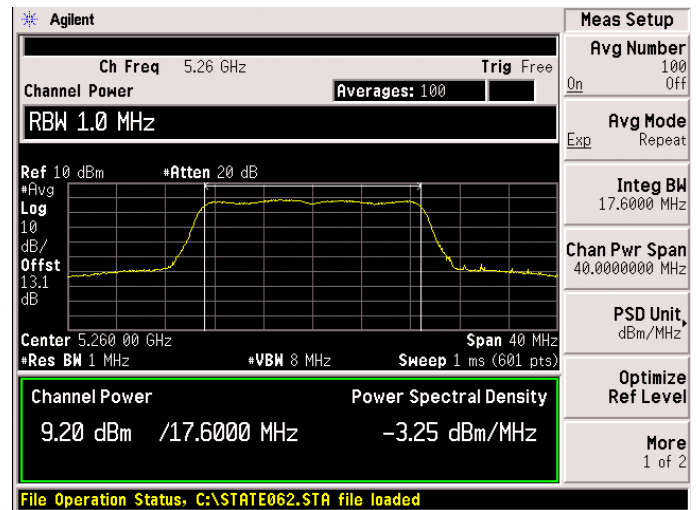 Agilent
Ch Freq 5.26 GHz Trig Free
Channel Power Averages: 100
RBW 1.0 MHz
Ref 10 dBm #Atten 20 dB
#Avg
Log
10
dB/
Offst
13.1
dB
Center 5.260 00 GHz Span 40 MHz
#Res BW 1 MHz #VBW 8 MHz Sweep 1 ms (601 pts)
Channel Power Power Spectral Density
9.20 dBm /17.6000 MHz -3.25 dBm/MHz
File Operation Status, C:\STATE062.STA file loaded
Meas Setup
Avg Number
100
On Off
Avg Mode
Exp Repeat
Integ BW
17.6000 MHz
Chan Pwr Span
40.0000000 MHz
PSD Unit
dBm/MHz
Optimize
Ref Level
More
1 of 2